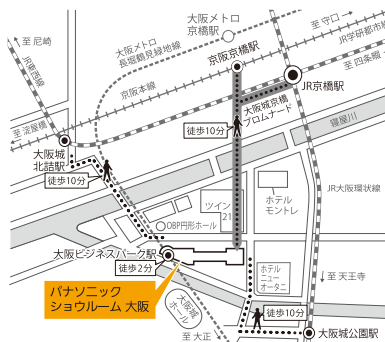 大阪メトロ
京橋駅
至 守口
至 尼崎
大阪メトロ
長堀鶴見緑地線
JR学研都市線
JR東西線
京阪京橋駅
京阪本線
至 四条畷
JR京橋駅
至 淀屋橋
大阪城京橋
プロムナード
徒歩10分
寝屋川
大阪城
北詰駅
徒歩10分
ツイン
21
ホテル
モントレ
JR大阪環状線
OBP円形ホール
大阪ビジネスパーク駅
徒歩2分
ホテル
ニュー
オータニ
至 天王寺
パナソニック
ショウルーム 大阪
大阪城
ホール
徒歩10分
至 大正
大阪城公園駅